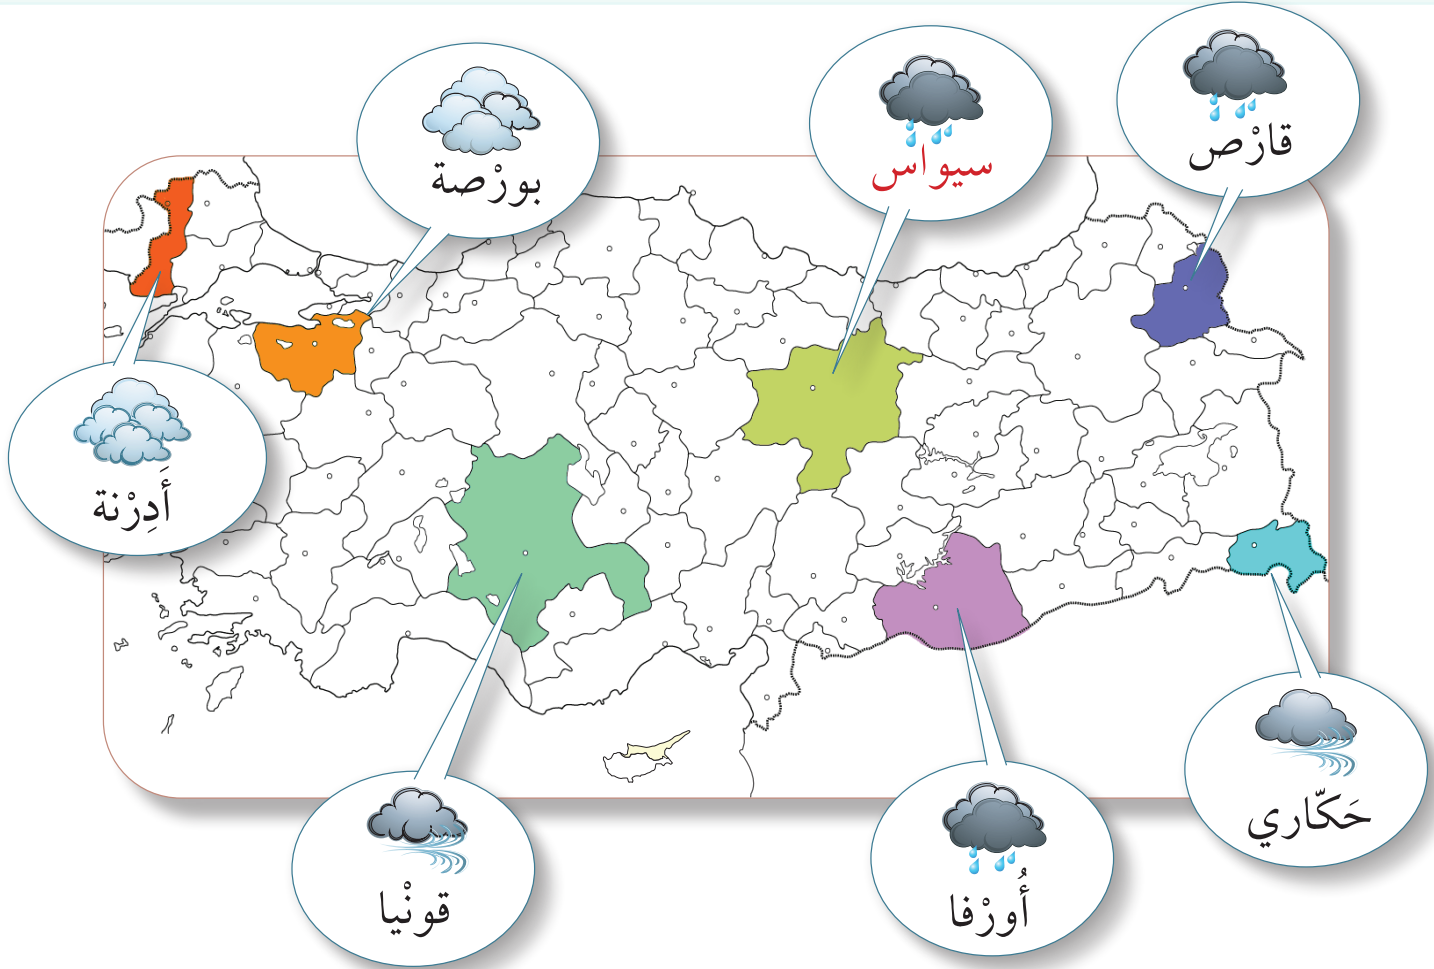 قارْص
سيواس
بورْصة
أَدِرْنة
حَكّاري
أُورْفا
قونْيا